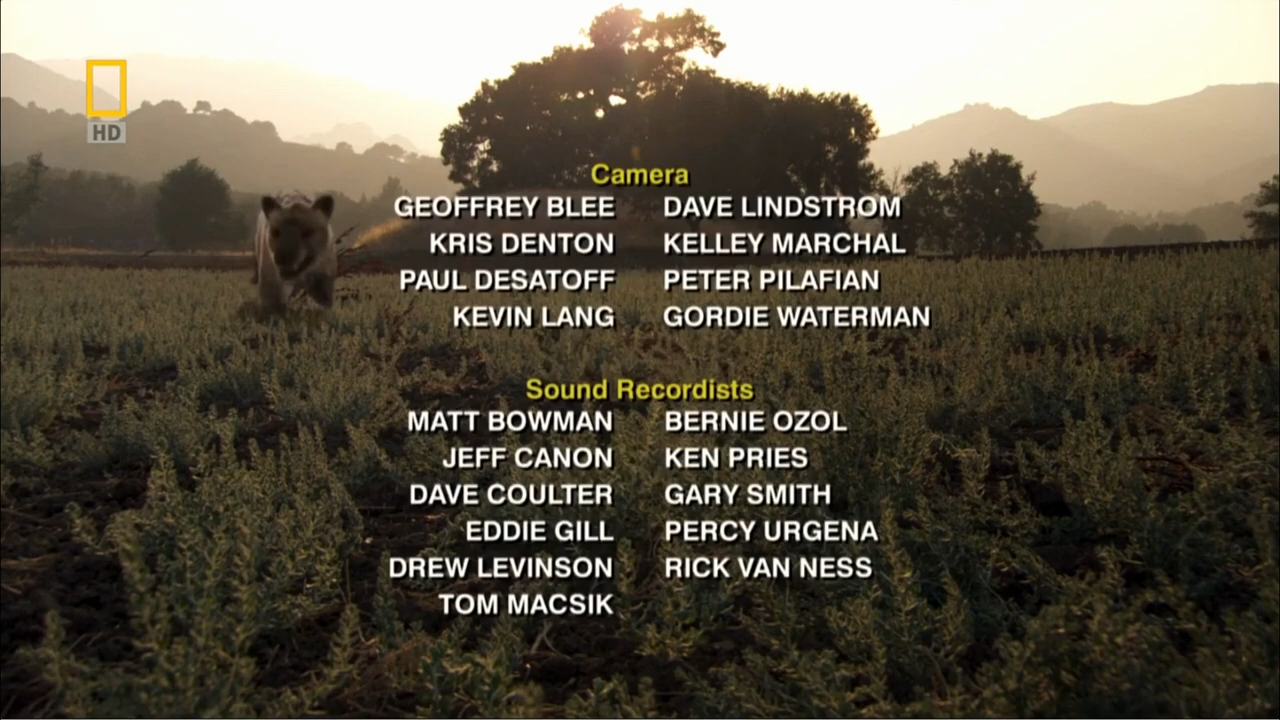 HD
Camera
GEOFFREY BLEE DAVE LINDSTROM
KRIS DENTON KELLEY MARCHAL
PAUL DESATOFF PETER PILAFIAN
KEVIN LANG GORDIE WATERMAN
Sound Recordists
MATT BOWMAN BERNIE OZOL
JEFF CANON KEN PRIES
DAVE COULTER GARY SMITH
EDDIE GILL PERCY URGENA
DREW LEVINSON RICK VAN NESS
TOM MACSIK